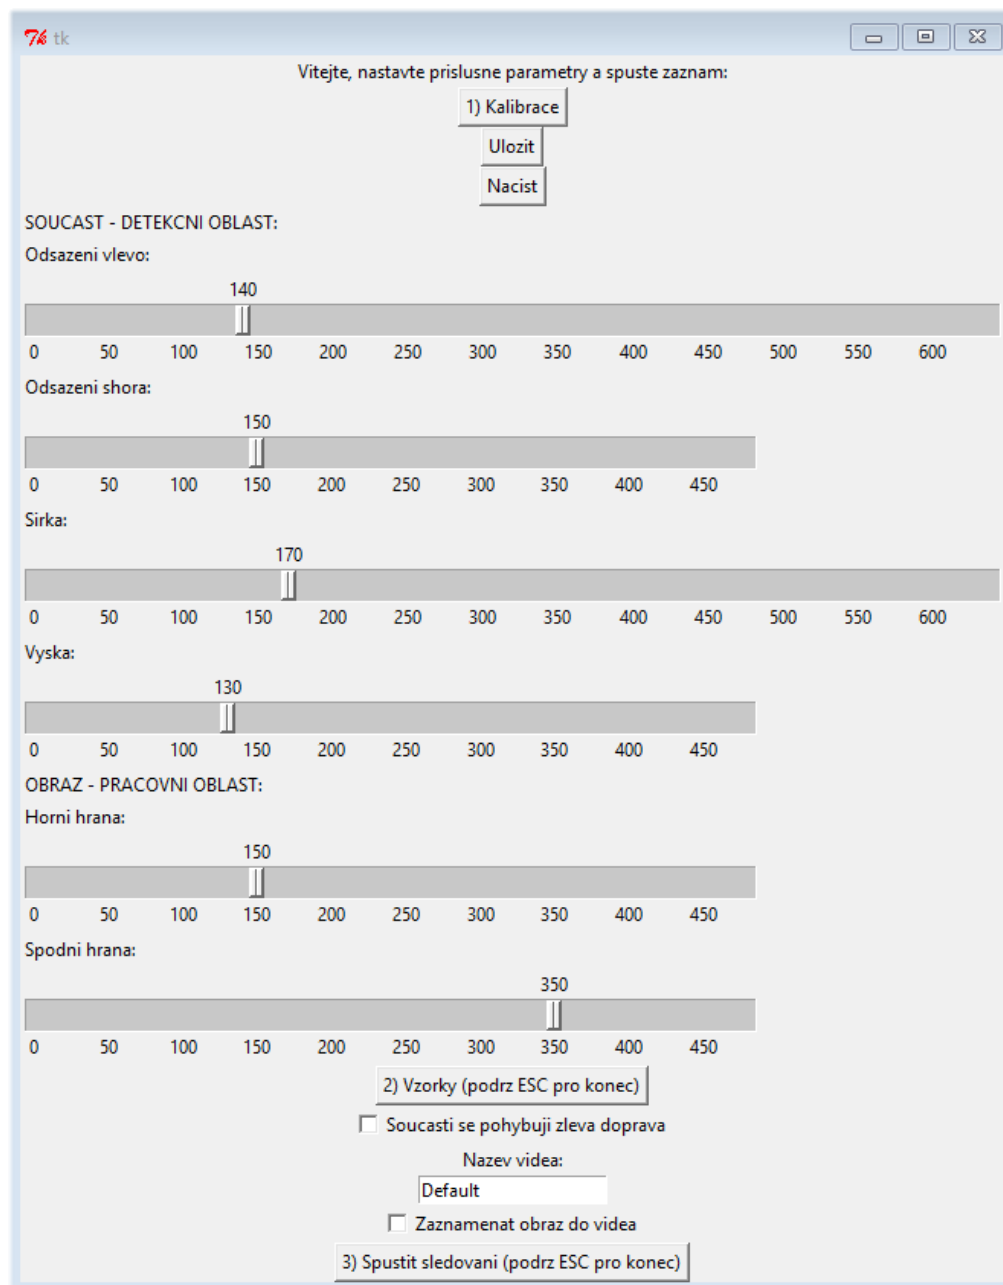 tk
Vitejte, nastavte prislusne parametry a spuste zaznam:
1) Kalibrace
Ulozit
Nacist
SOUCAST - DETEKCNI OBLAST:
Odsazeni vlevo:
140
0 50 100 150 200 250 300 350 400 450 500 550 600
Odsazeni shora:
150
0 50 100 150 200 250 300 350 400 450
Sirka:
170
0 50 100 150 200 250 300 350 400 450 500 550 600
Vyska:
130
0 50 100 150 200 250 300 350 400 450
OBRAZ - PRACOVNI OBLAST:
Horni hrana:
150
0 50 100 150 200 250 300 350 400 450
Spodni hrana:
350
0 50 100 150 200 250 300 350 400 450
2) Vzorky (podrz ESC pro konec)
Soucasti se pohybuji zleva doprava
Nazev videa:
Default
Zaznamenat obraz do videa
3) Spustit sledovani (podrz ESC pro konec)